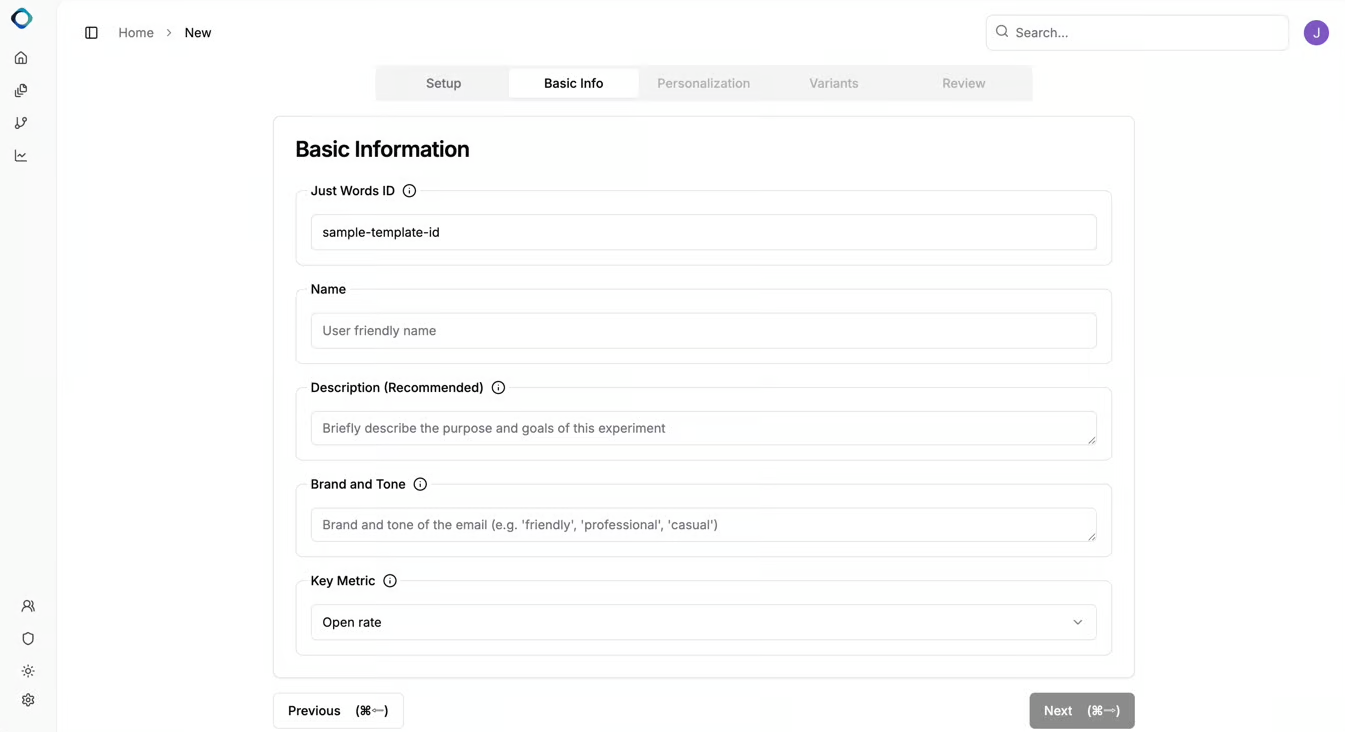 Home > New
Search...
J
Setup Basic Info Personalization Variants Review
Basic Information
Just Words ID
sample-template-id
Name
User friendly name
Description (Recommended)
Briefly describe the purpose and goals of this experiment
Brand and Tone
Brand and tone of the email (e.g. 'friendly', 'professional', 'casual')
Key Metric
Open rate
Previous (⌘←)
Next (⌘→)